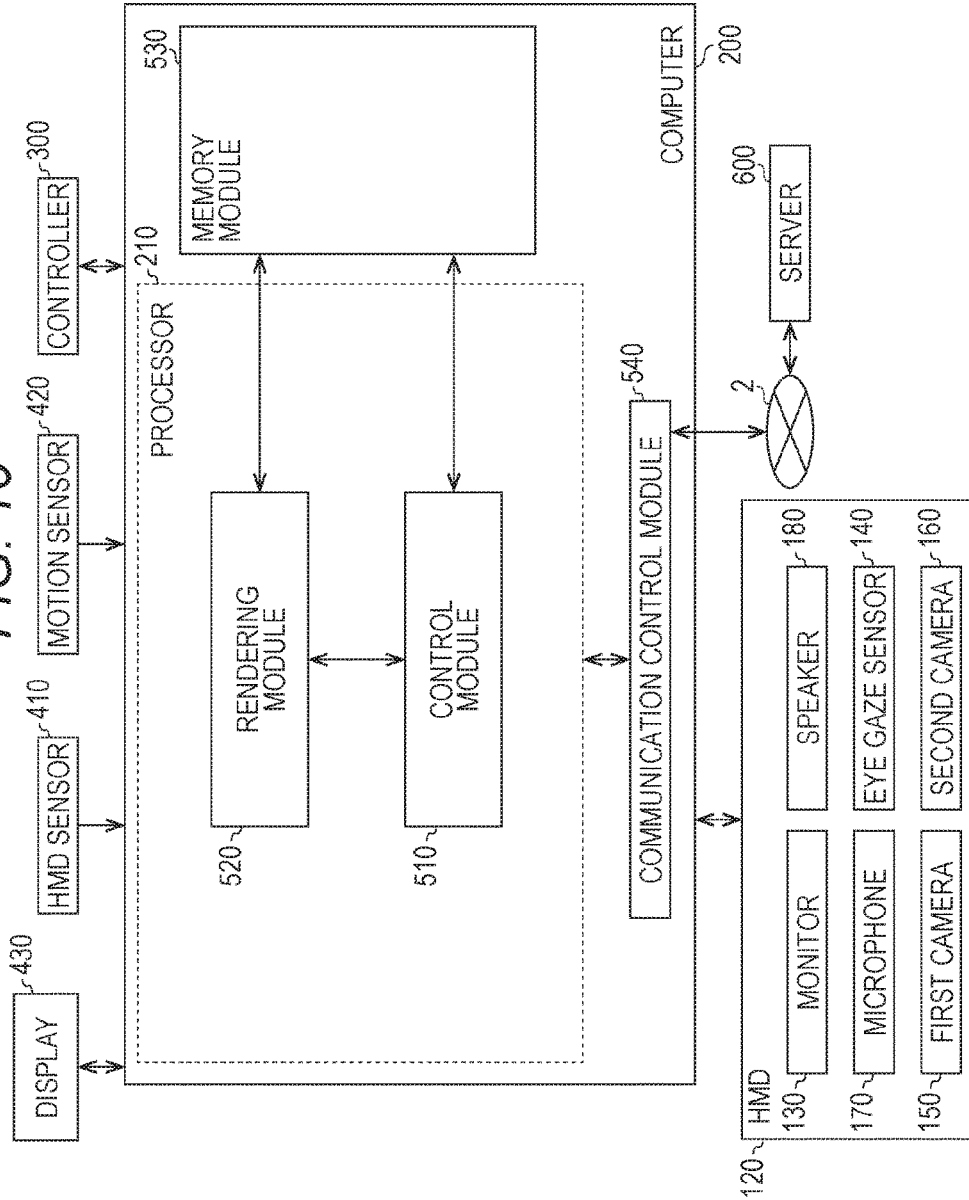 FIG. 10
DISPLAY
430
HMD SENSOR
410
MOTION SENSOR
420
CONTROLLER
300
PROCESSOR
210
MEMORY
MODULE
530
520
RENDERING
MODULE
510
CONTROL
MODULE
COMMUNICATION CONTROL MODULE
540
COMPUTER
200
120
HMD
130
MONITOR
SPEAKER
180
170
MICROPHONE
EYE GAZE SENSOR
140
150
FIRST CAMERA
SECOND CAMERA
160
2
SERVER
600